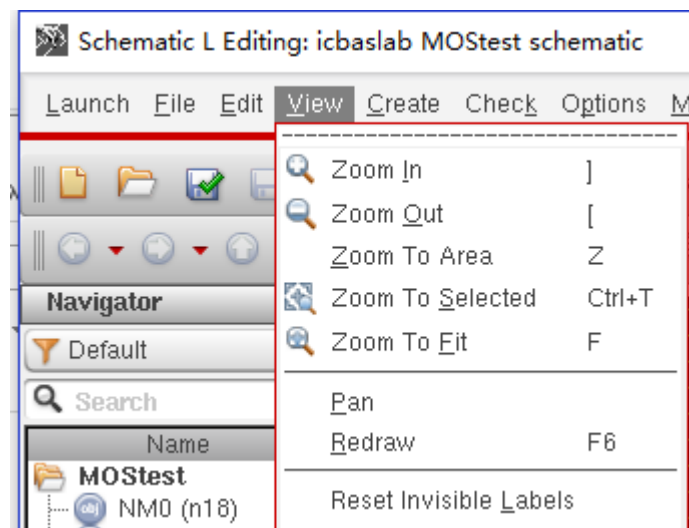 Schematic L Editing: icbaslab MOStest schematic
Launch File Edit View Create Check Options M
Zoom In ]
Zoom Out [
Zoom To Area Z
Zoom To Selected Ctrl+T
Zoom To Fit F
Pan
Redraw F6
Reset Invisible Labels
Navigator
Default
Search
Name
MOStest
obj NM0 (n18)